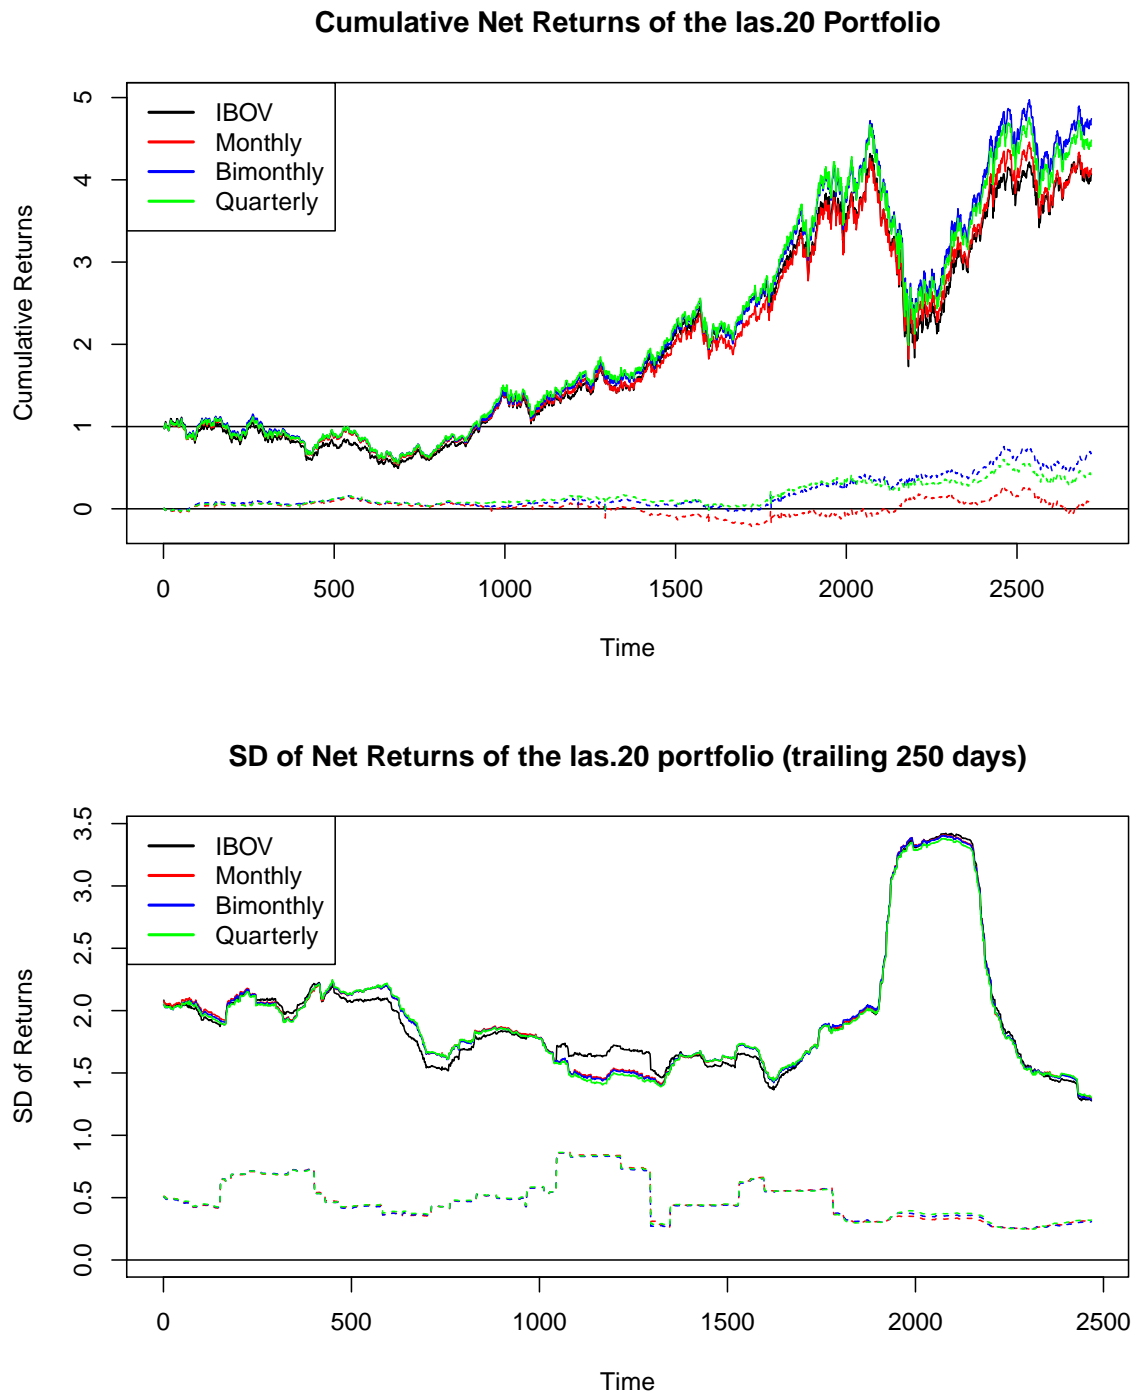 Cumulative Net Returns of the las.20 Portfolio
IBOV
Monthly
Bimonthly
Quarterly
Cumulative Returns
5
4
3
2
1
0
0 500 1000 1500 2000 2500
Time
SD of Net Returns of the las.20 portfolio (trailing 250 days)
IBOV
Monthly
Bimonthly
Quarterly
SD of Returns
3.5
3.0
2.5
2.0
1.5
1.0
0.5
0.0
0 500 1000 1500 2000 2500
Time